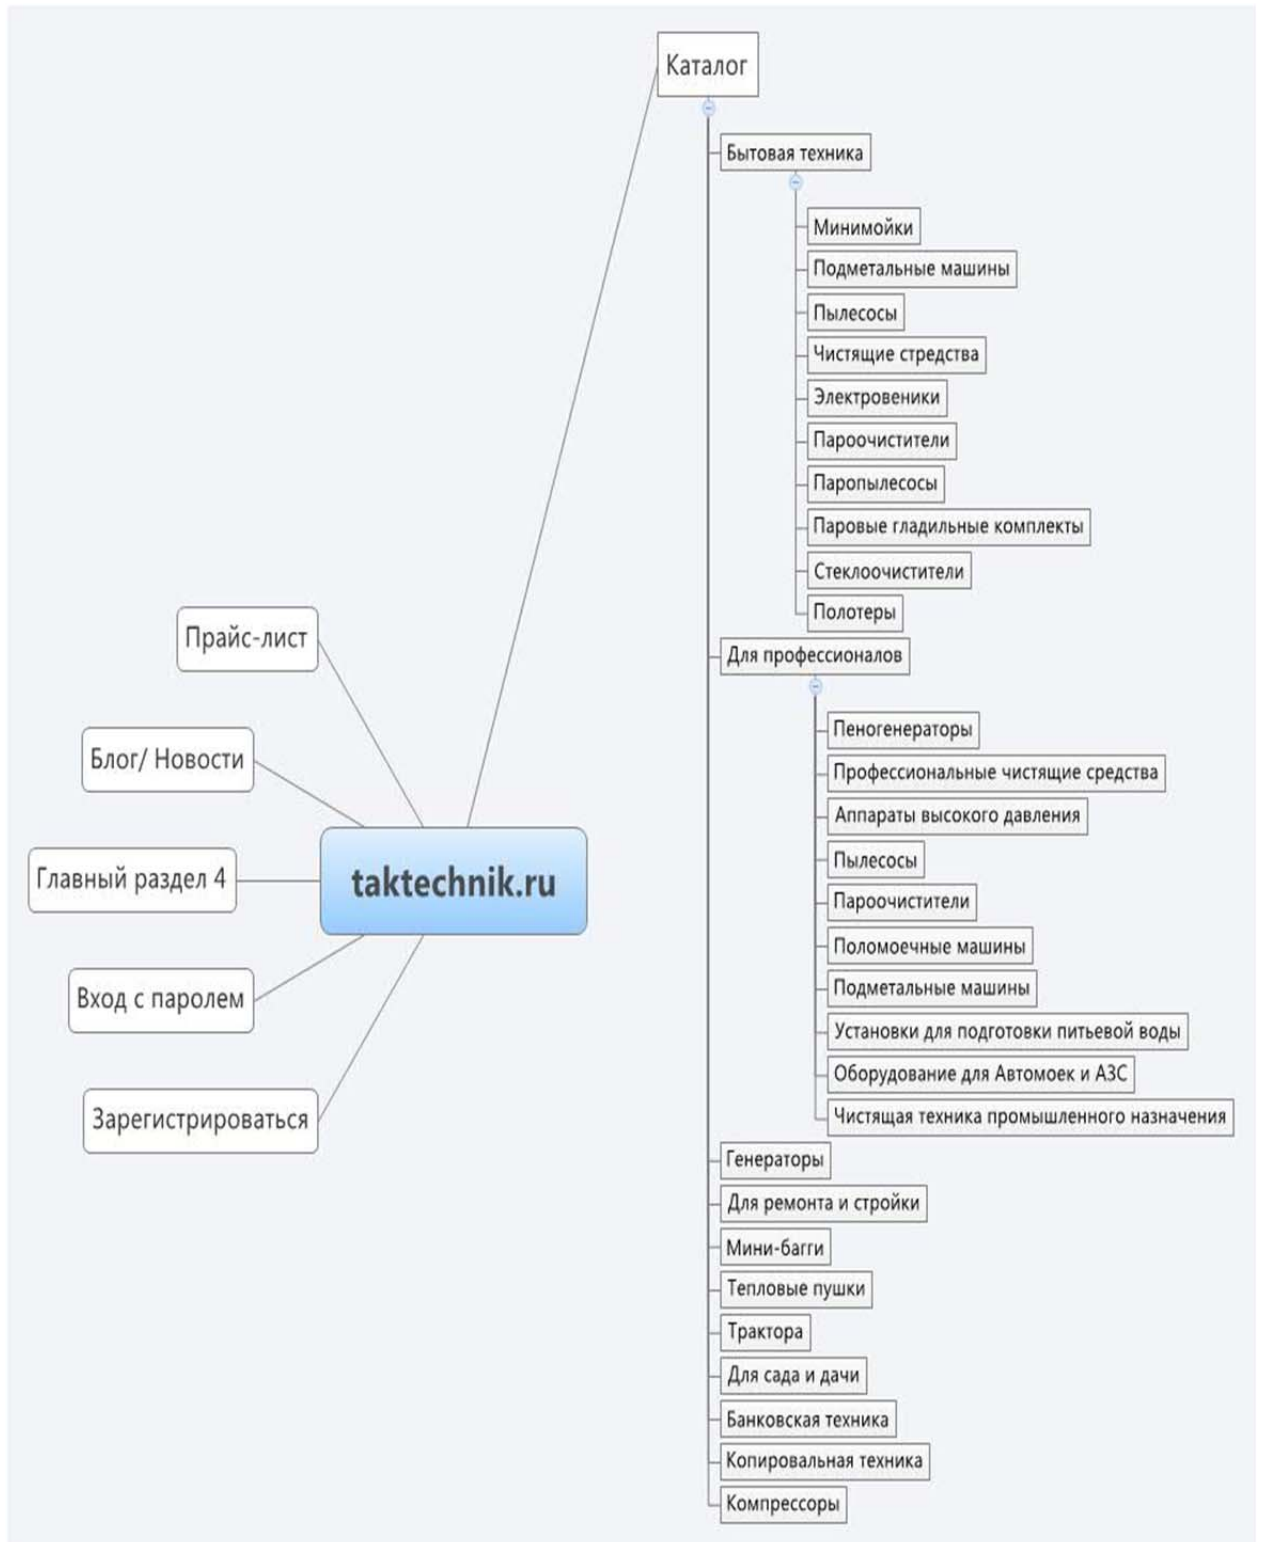 Каталог
Бытовая техника
Минимойки
Подметальные машины
Пылесосы
Чистящие стредства
Электровеники
Пароочистители
Паропылесосы
Паровые гладильные комплекты
Стеклоочистители
Полотеры
Для профессионалов
Пеногенераторы
Профессиональные чистящие средства
Аппараты высокого давления
Пылесосы
Пароочистители
Поломоечные машины
Подметальные машины
Установки для подготовки питьевой воды
Оборудование для Автомоек и АЗС
Чистящая техника промышленного назначения
Генераторы
Для ремонта и стройки
Мини-багги
Тепловые пушки
Трактора
Для сада и дачи
Банковская техника
Копировальная техника
Компрессоры
Прайс-лист
Блог/ Новости
Главный раздел 4
taktechnik.ru
Вход с паролем
Зарегистрироваться